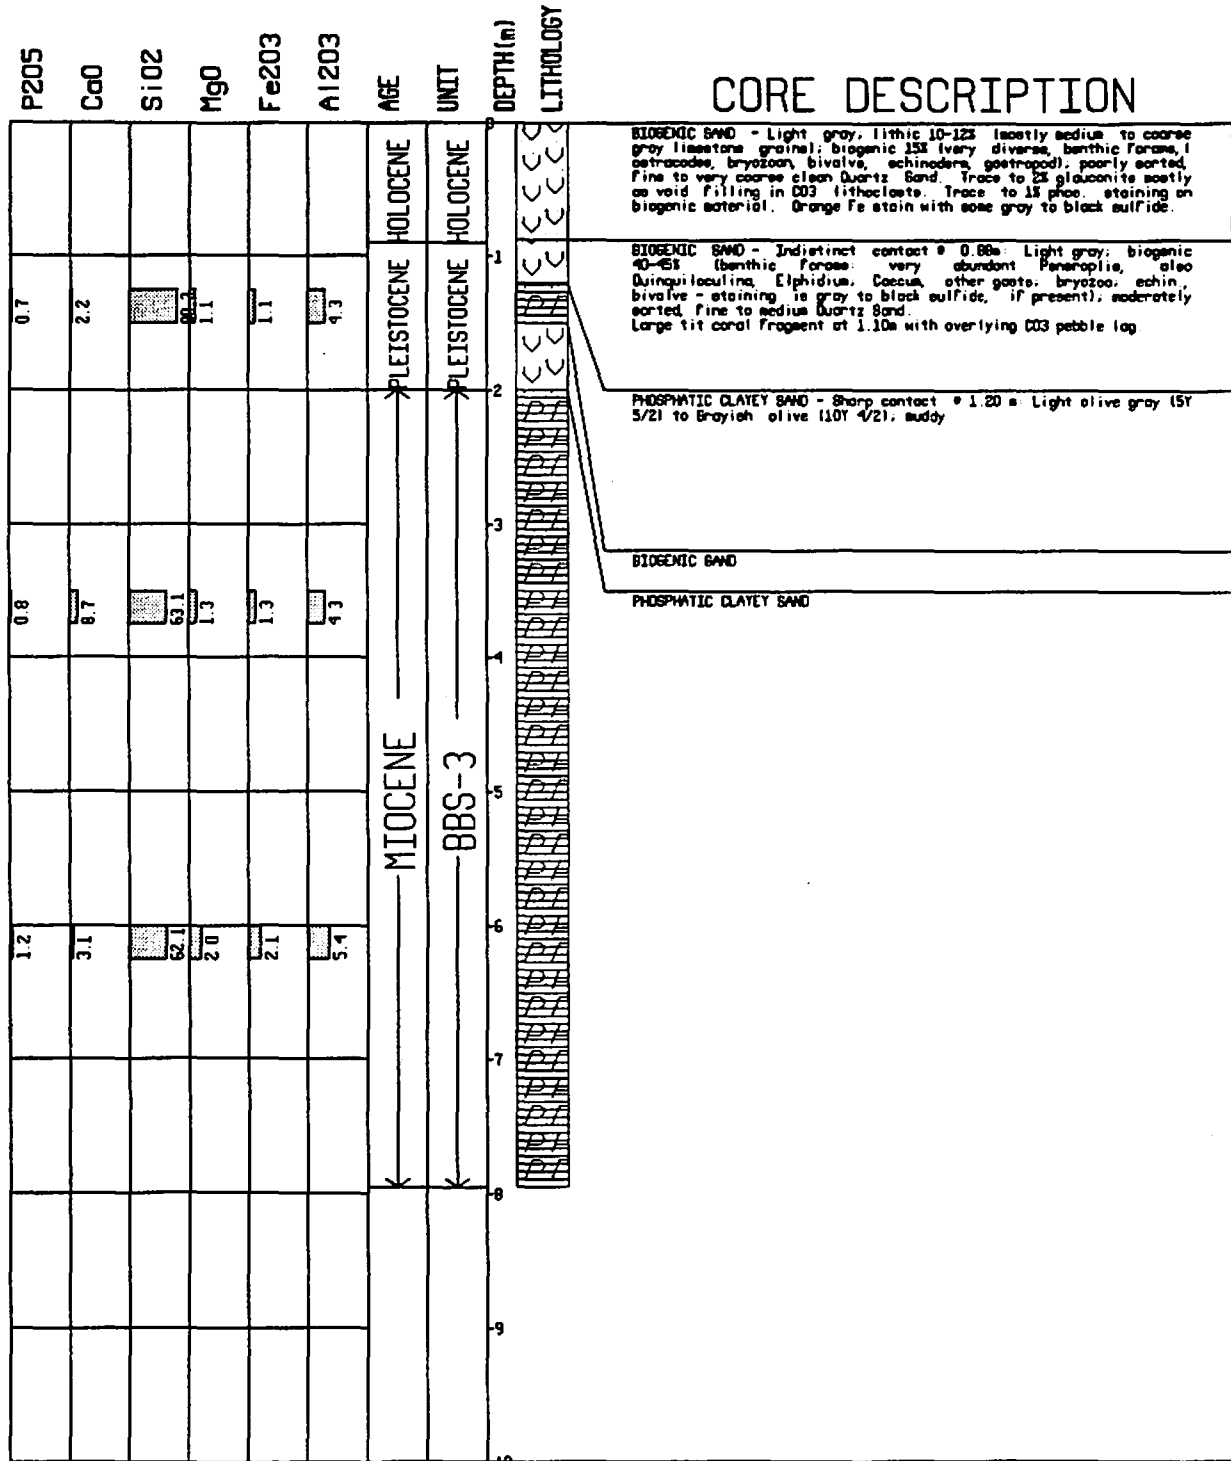 P2O5 CaO SiO2 MgO Fe2O3 Al2O3 AGE UNIT DEPTH(m) LITHOLOGY
CORE DESCRIPTION
HOLOCENE HOLOCENE
BIOGENIC SAND - Light gray; lithic 10-12% (mostly medium to coarse
gray limestone grains); biogenic 15% (very diverse, benthic forams,
ostracodes, bryozoan, bivalve, echinoderm, gastropod); poorly sorted,
fine to very coarse clean Quartz Sand. Trace to 2% glauconite mostly
as void filling in CO3 lithoclasts. Trace to 1% phos. staining on
biogenic material. Orange Fe stain with some gray to black sulfide.
PLEISTOCENE PLEISTOCENE
BIOGENIC SAND - Indistinct contact @ 0.88m: Light gray; biogenic
40-45% (benthic forams: very abundant Peneroplis, also
Quinquiloculina, Elphidium, Caecum, other gasts; bryozoa; echin,
bivalve - staining is gray to black sulfide, if present); moderately
sorted, fine to medium Quartz Sand.
Large tit coral fragment at 1.10m with overlying CO3 pebble lag
-1
0.7 2.2 1.1 1.1 4.3
-2
PHOSPHATIC CLAYEY SAND - Sharp contact @ 1.20 m: Light olive gray (5Y
5/2) to Grayish olive (10Y 4/2); muddy
-3
BIOGENIC SAND
PHOSPHATIC CLAYEY SAND
0.8 8.7 63.1 1.3 1.3 4.3
-4
MIOCENE BBS-3
-5
-6
1.2 3.1 62.1 2.0 2.1 5.4
-7
-8
-9